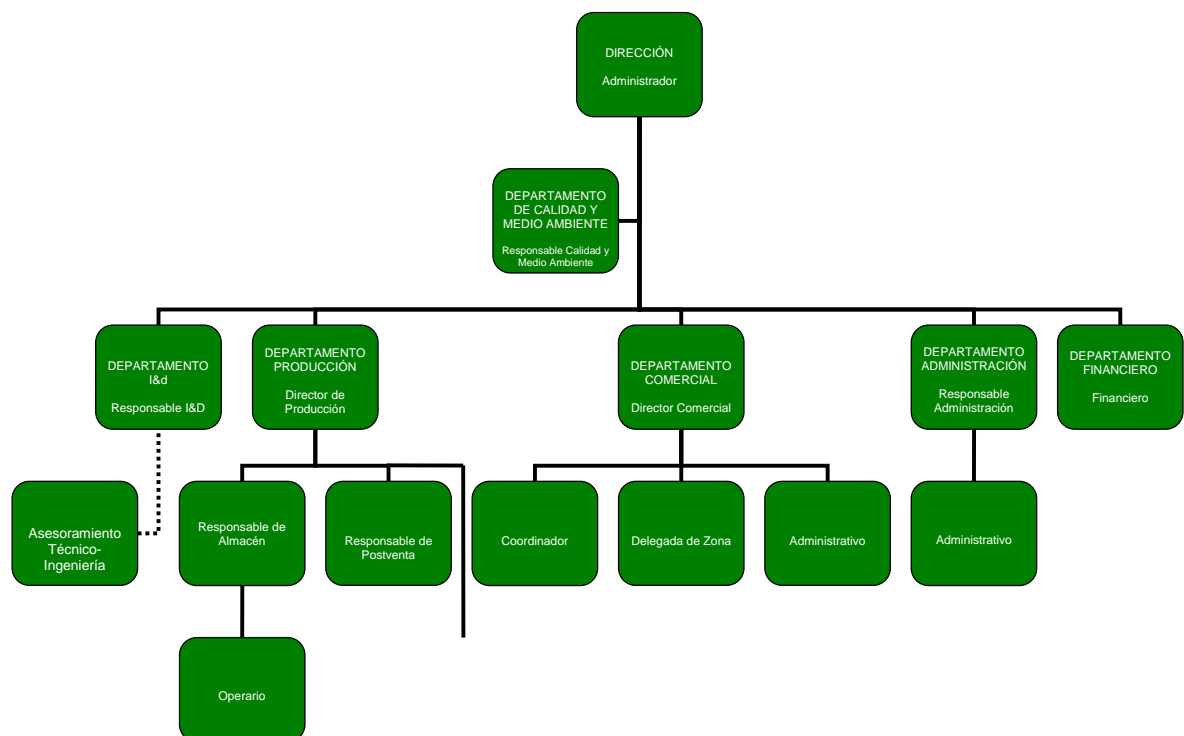 DIRECCIÓN
Administrador
DEPARTAMENTO
DE CALIDAD Y
MEDIO AMBIENTE
Responsable Calidad y
Medio Ambiente
DEPARTAMENTO
I&d
Responsable I&D
DEPARTAMENTO
PRODUCCIÓN
Director de
Producción
DEPARTAMENTO
COMERCIAL
Director Comercial
DEPARTAMENTO
ADMINISTRACIÓN
Responsable
Administración
DEPARTAMENTO
FINANCIERO
Financiero
Asesoramiento
Técnico-
Ingeniería
Responsable de
Almacén
Responsable de
Postventa
Coordinador
Delegada de Zona
Administrativo
Administrativo
Operario